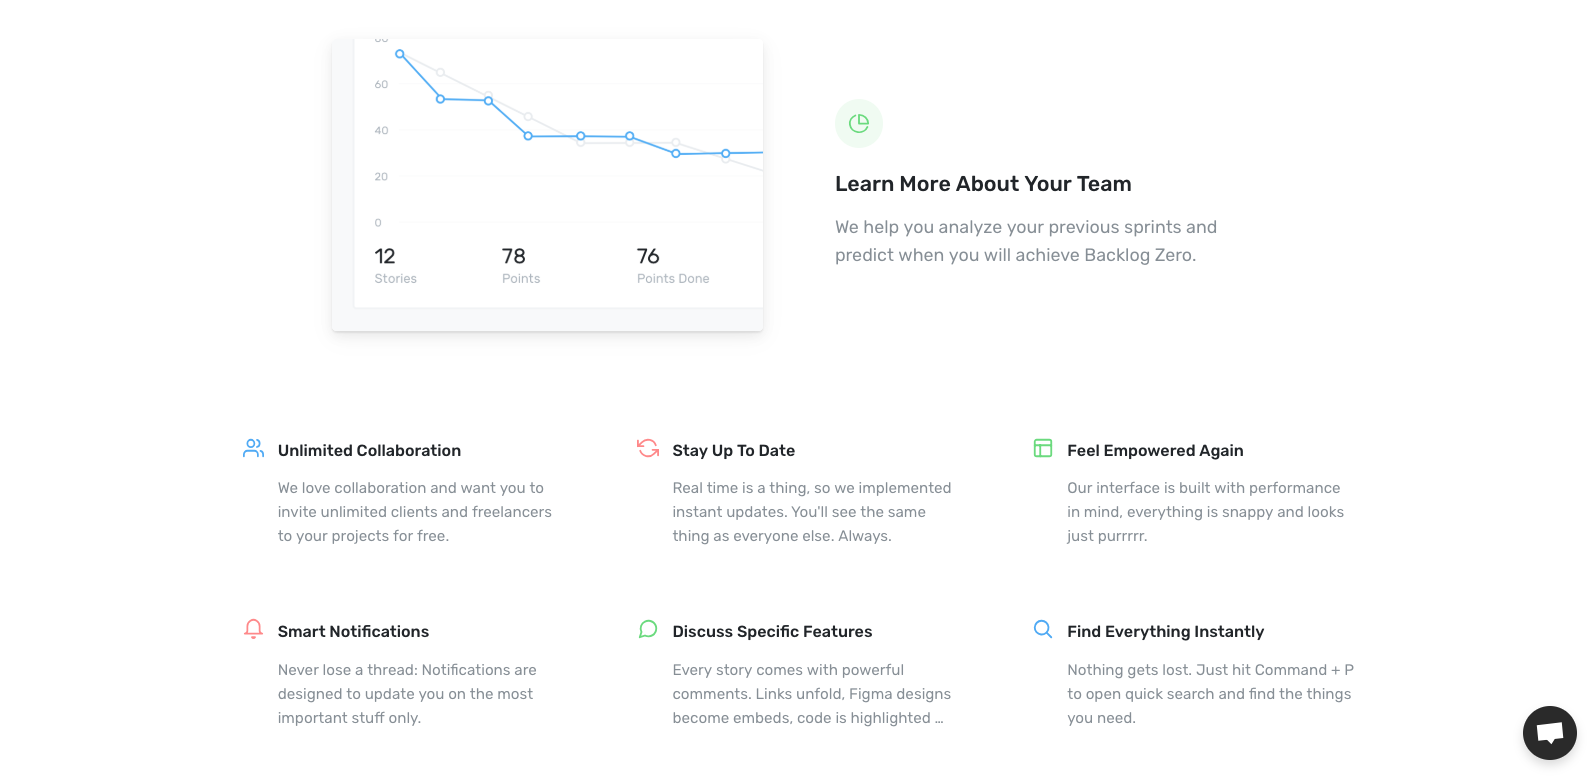 60
40
20
0
12
78
76
Stories
Points
Points Done
Learn More About Your Team
We help you analyze your previous sprints and
predict when you will achieve Backlog Zero.
Unlimited Collaboration
We love collaboration and want you to
invite unlimited clients and freelancers
to your projects for free.
Stay Up To Date
Real time is a thing, so we implemented
instant updates. You'll see the same
thing as everyone else. Always.
Feel Empowered Again
Our interface is built with performance
in mind, everything is snappy and looks
just purrrrr.
Smart Notifications
Never lose a thread: Notifications are
designed to update you on the most
important stuff only.
Discuss Specific Features
Every story comes with powerful
comments. Links unfold, Figma designs
become embeds, code is highlighted …
Find Everything Instantly
Nothing gets lost. Just hit Command + P
to open quick search and find the things
you need.